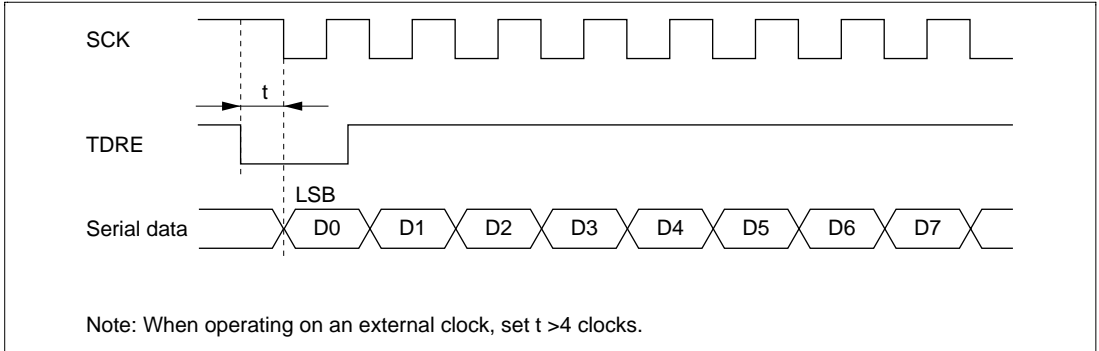 SCK
t
TDRE
LSB
Serial data D0 D1 D2 D3 D4 D5 D6 D7
Note: When operating on an external clock, set t >4 clocks.